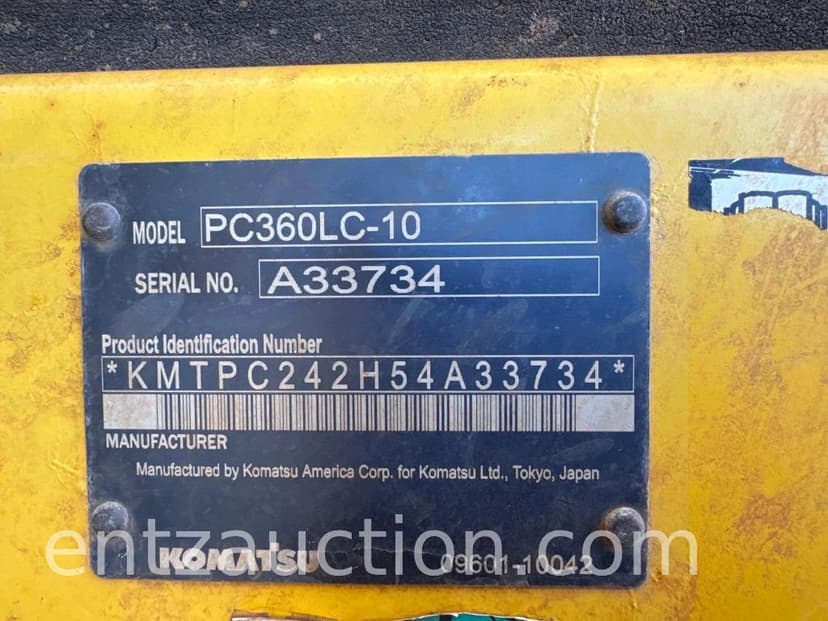 MODEL PC360LC-10
SERIAL NO. A33734
Product Identification Number
*KMTPC242H54A33734*
MANUFACTURER
Manufactured by Komatsu America Corp. for Komatsu Ltd., Tokyo, Japan
KOMATSU 09601-10042
entzauction.com